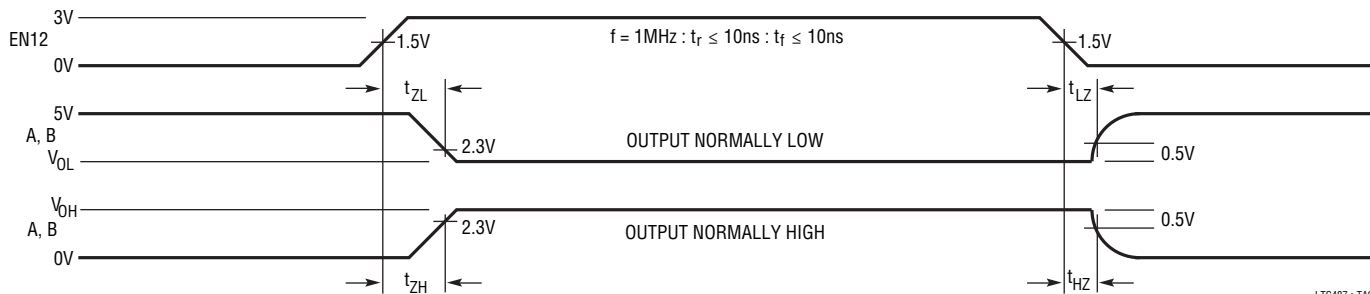 3V
EN12
0V
1.5V
f = 1MHz : tr ≤ 10ns : tf ≤ 10ns
1.5V
tZL
tLZ
5V
A, B
VOL
2.3V
OUTPUT NORMALLY LOW
0.5V
VOH
A, B
0V
2.3V
OUTPUT NORMALLY HIGH
0.5V
tZH
tHZ